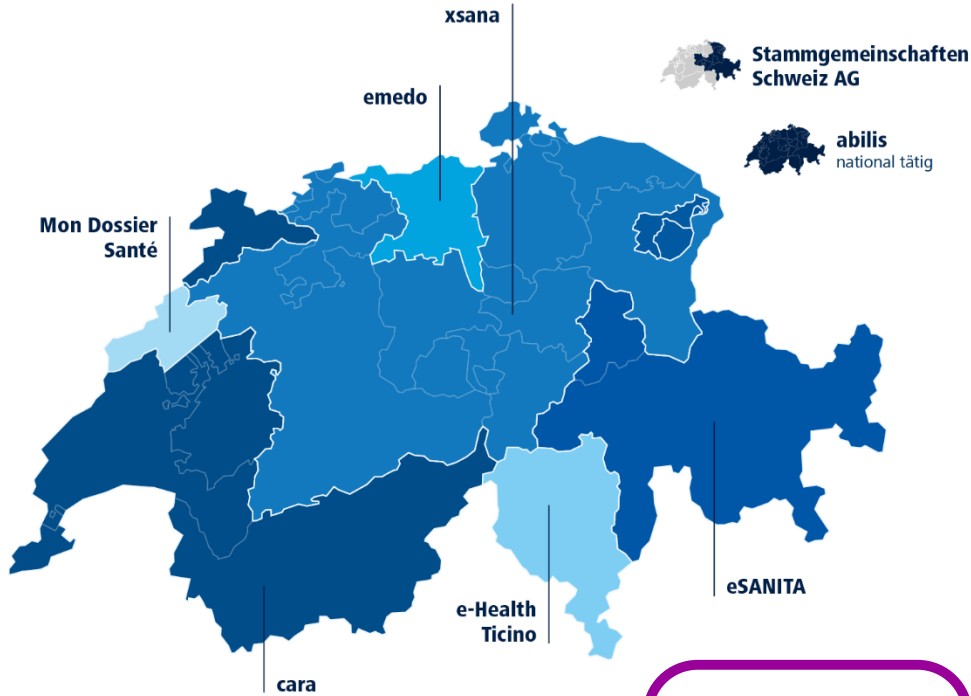 xsana
Stammgemeinschaften
Schweiz AG
emedo
abilis
national tätig
Mon Dossier
Santé
eSANITA
e-Health
Ticino
cara